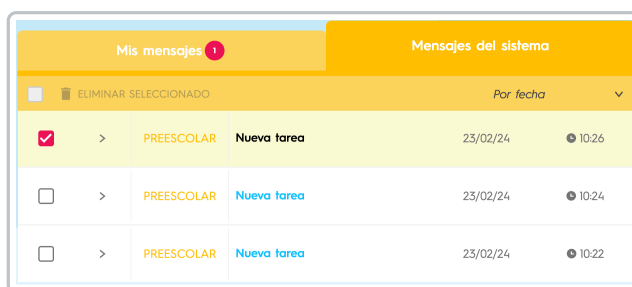 Mis mensajes 1
Mensajes del sistema
ELIMINAR SELECCIONADO Por fecha
> PREESCOLAR Nueva tarea 23/02/24 10:26
> PREESCOLAR Nueva tarea 23/02/24 10:24
> PREESCOLAR Nueva tarea 23/02/24 10:22